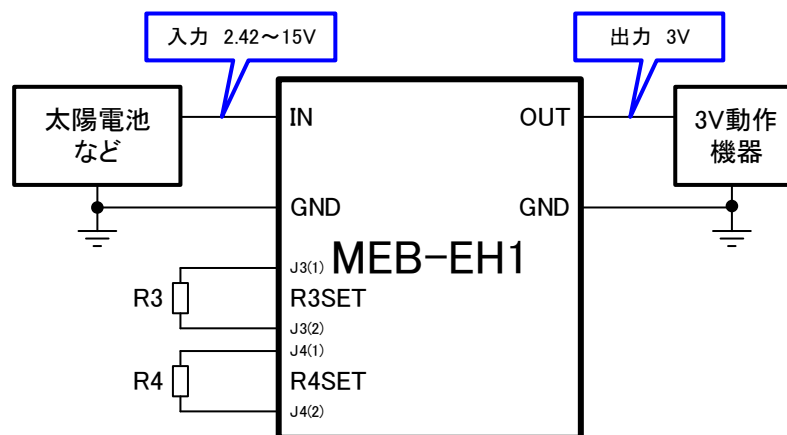 入力 2.42～15V
出力 3V
太陽電池
など
IN
OUT
3V動作
機器
GND
GND
MEB-EH1
J3(1)
R3
R3SET
J3(2)
J4(1)
R4
R4SET
J4(2)